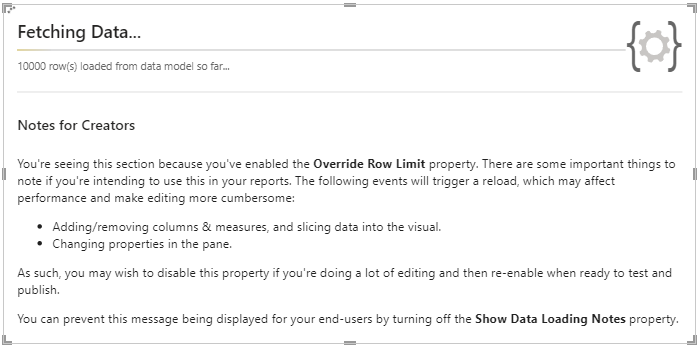 Fetching Data...
10000 row(s) loaded from data model so far...
Notes for Creators
You're seeing this section because you've enabled the Override Row Limit property. There are some important things to
note if you're intending to use this in your reports. The following events will trigger a reload, which may affect
performance and make editing more cumbersome:
• Adding/removing columns & measures, and slicing data into the visual.
• Changing properties in the pane.
As such, you may wish to disable this property if you're doing a lot of editing and then re-enable when ready to test and
publish.
You can prevent this message being displayed for your end-users by turning off the Show Data Loading Notes property.